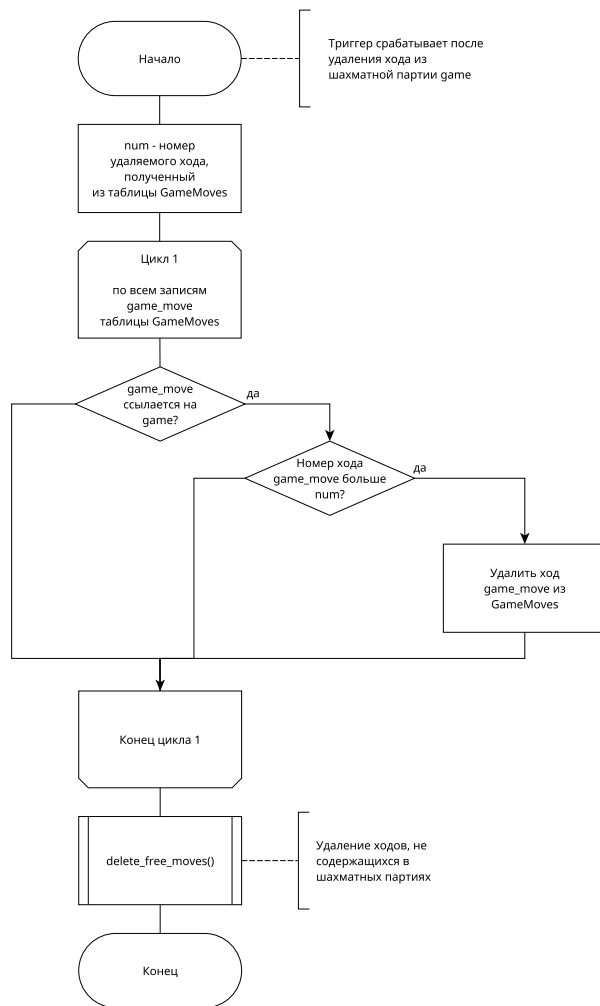 Начало
Триггер срабатывает после
удаления хода из
шахматной партии game
num - номер
удаляемого хода,
полученный
из таблицы GameMoves
Цикл 1
по всем записям
game_move
таблицы GameMoves
game_move
ссылается на
game?
да
Номер хода
game_move больше
num?
да
Удалить ход
game_move из
GameMoves
Конец цикла 1
delete_free_moves()
Удаление ходов, не
содержащихся в
шахматных партиях
Конец